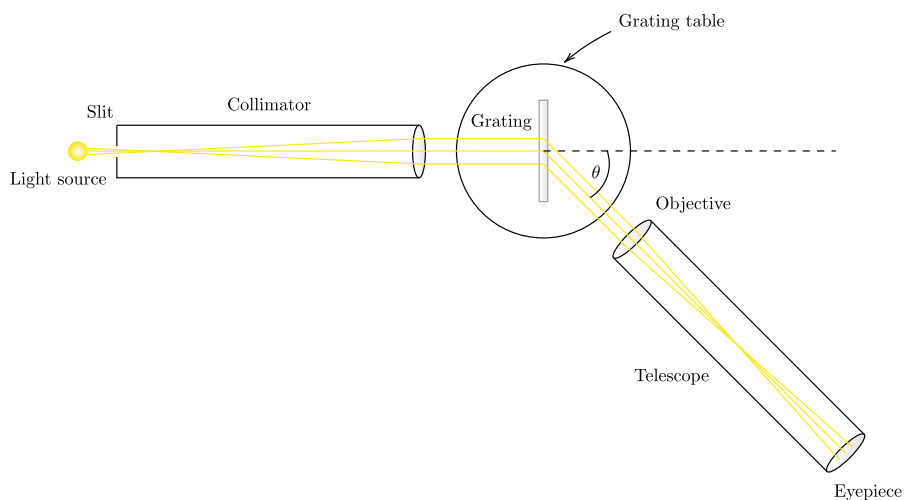 Grating table
Slit
Collimator
Grating
Light source
θ
Objective
Telescope
Eyepiece